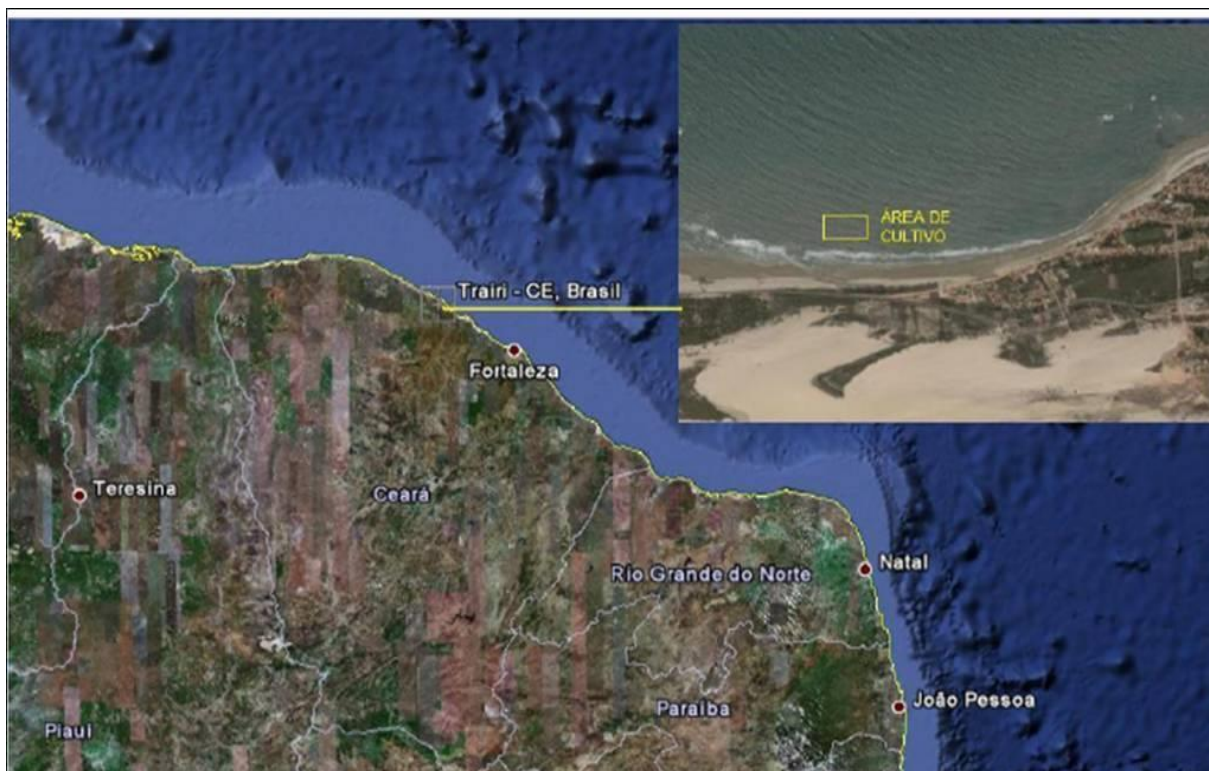 ÁREA DE
CULTIVO
Trairi - CE, Brasil
Fortaleza
Teresina
Ceará
Natal
Rio Grande do Norte
João Pessoa
Paraíba
Piauí